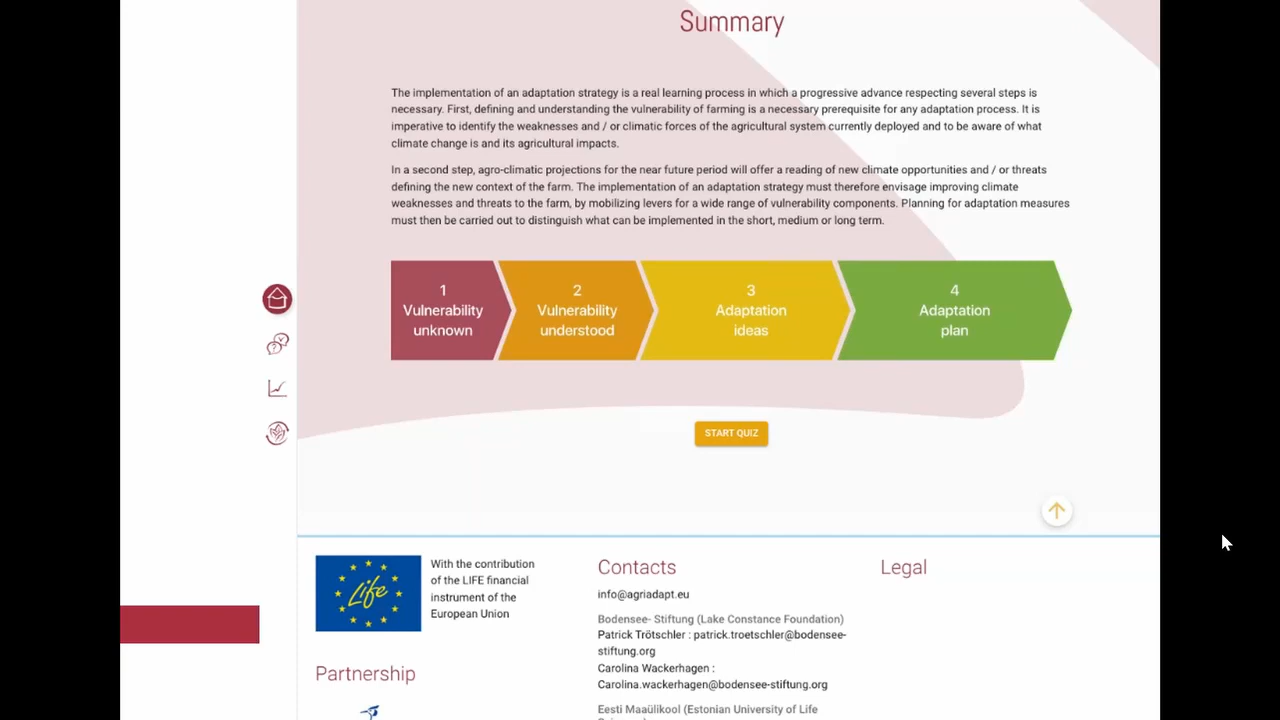 Summary
The implementation of an adaptation strategy is a real learning process in which a progressive advance respecting several steps is
necessary. First, defining and understanding the vulnerability of farming is a necessary prerequisite for any adaptation process. It is
imperative to identify the weaknesses and / or climatic forces of the agricultural system currently deployed and to be aware of what
climate change is and its agricultural impacts.
In a second step, agro-climatic projections for the near future period will offer a reading of new climate opportunities and / or threats
defining the new context of the farm. The implementation of an adaptation strategy must therefore envisage improving climate
weaknesses and threats to the farm, by mobilizing levers for a wide range of vulnerability components. Planning for adaptation measures
must then be carried out to distinguish what can be implemented in the short, medium or long term.
1
Vulnerability
unknown
2
Vulnerability
understood
3
Adaptation
ideas
4
Adaptation
plan
START QUIZ
Life
With the contribution
of the LIFE financial
instrument of the
European Union
Partnership
Contacts
info@agriadapt.eu
Bodensee- Stiftung (Lake Constance Foundation)
Patrick Trötschler : patrick.troetschler@bodensee-
stiftung.org
Carolina Wackerhagen :
Carolina.wackerhagen@bodensee-stiftung.org
Eesti Maaülikool (Estonian University of Life
Legal